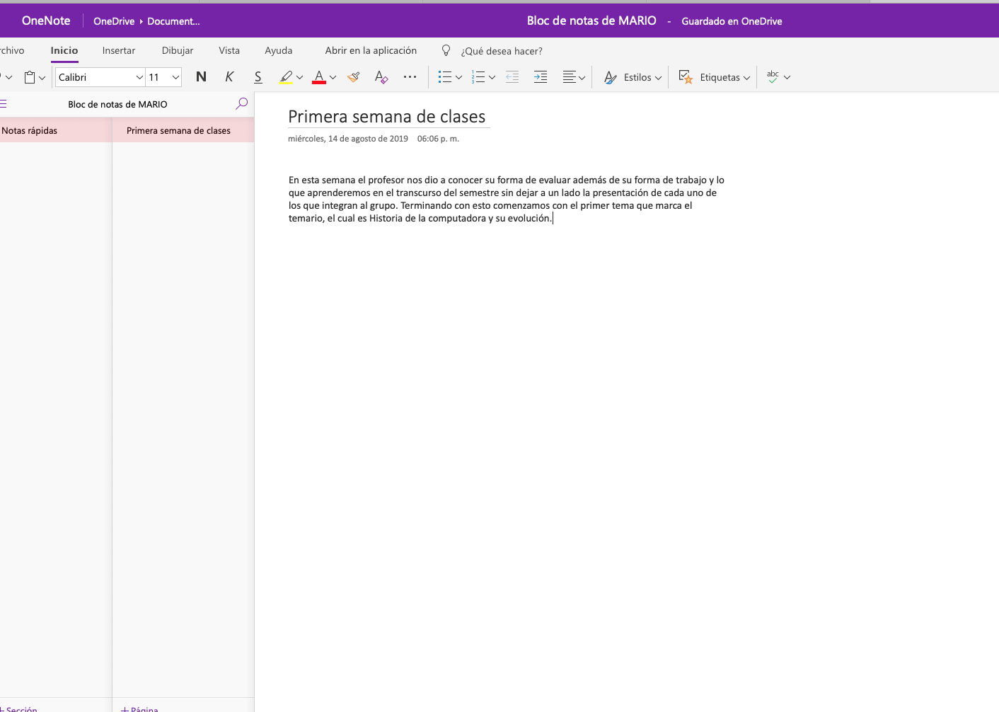 OneNote
OneDrive › Document...
Bloc de notas de MARIO - Guardado en OneDrive
rchivo Inicio Insertar Dibujar Vista Ayuda Abrir en la aplicación ¿Qué desea hacer?
Calibri 11 N K S A A Estilos Etiquetas abc
Bloc de notas de MARIO
Notas rápidas
Primera semana de clases
Primera semana de clases
miércoles, 14 de agosto de 2019 06:06 p. m.
En esta semana el profesor nos dio a conocer su forma de evaluar además de su forma de trabajo y lo
que aprenderemos en el transcurso del semestre sin dejar a un lado la presentación de cada uno de
los que integran al grupo. Terminando con esto comenzamos con el primer tema que marca el
temario, el cual es Historia de la computadora y su evolución.
+ Sección
+ Página